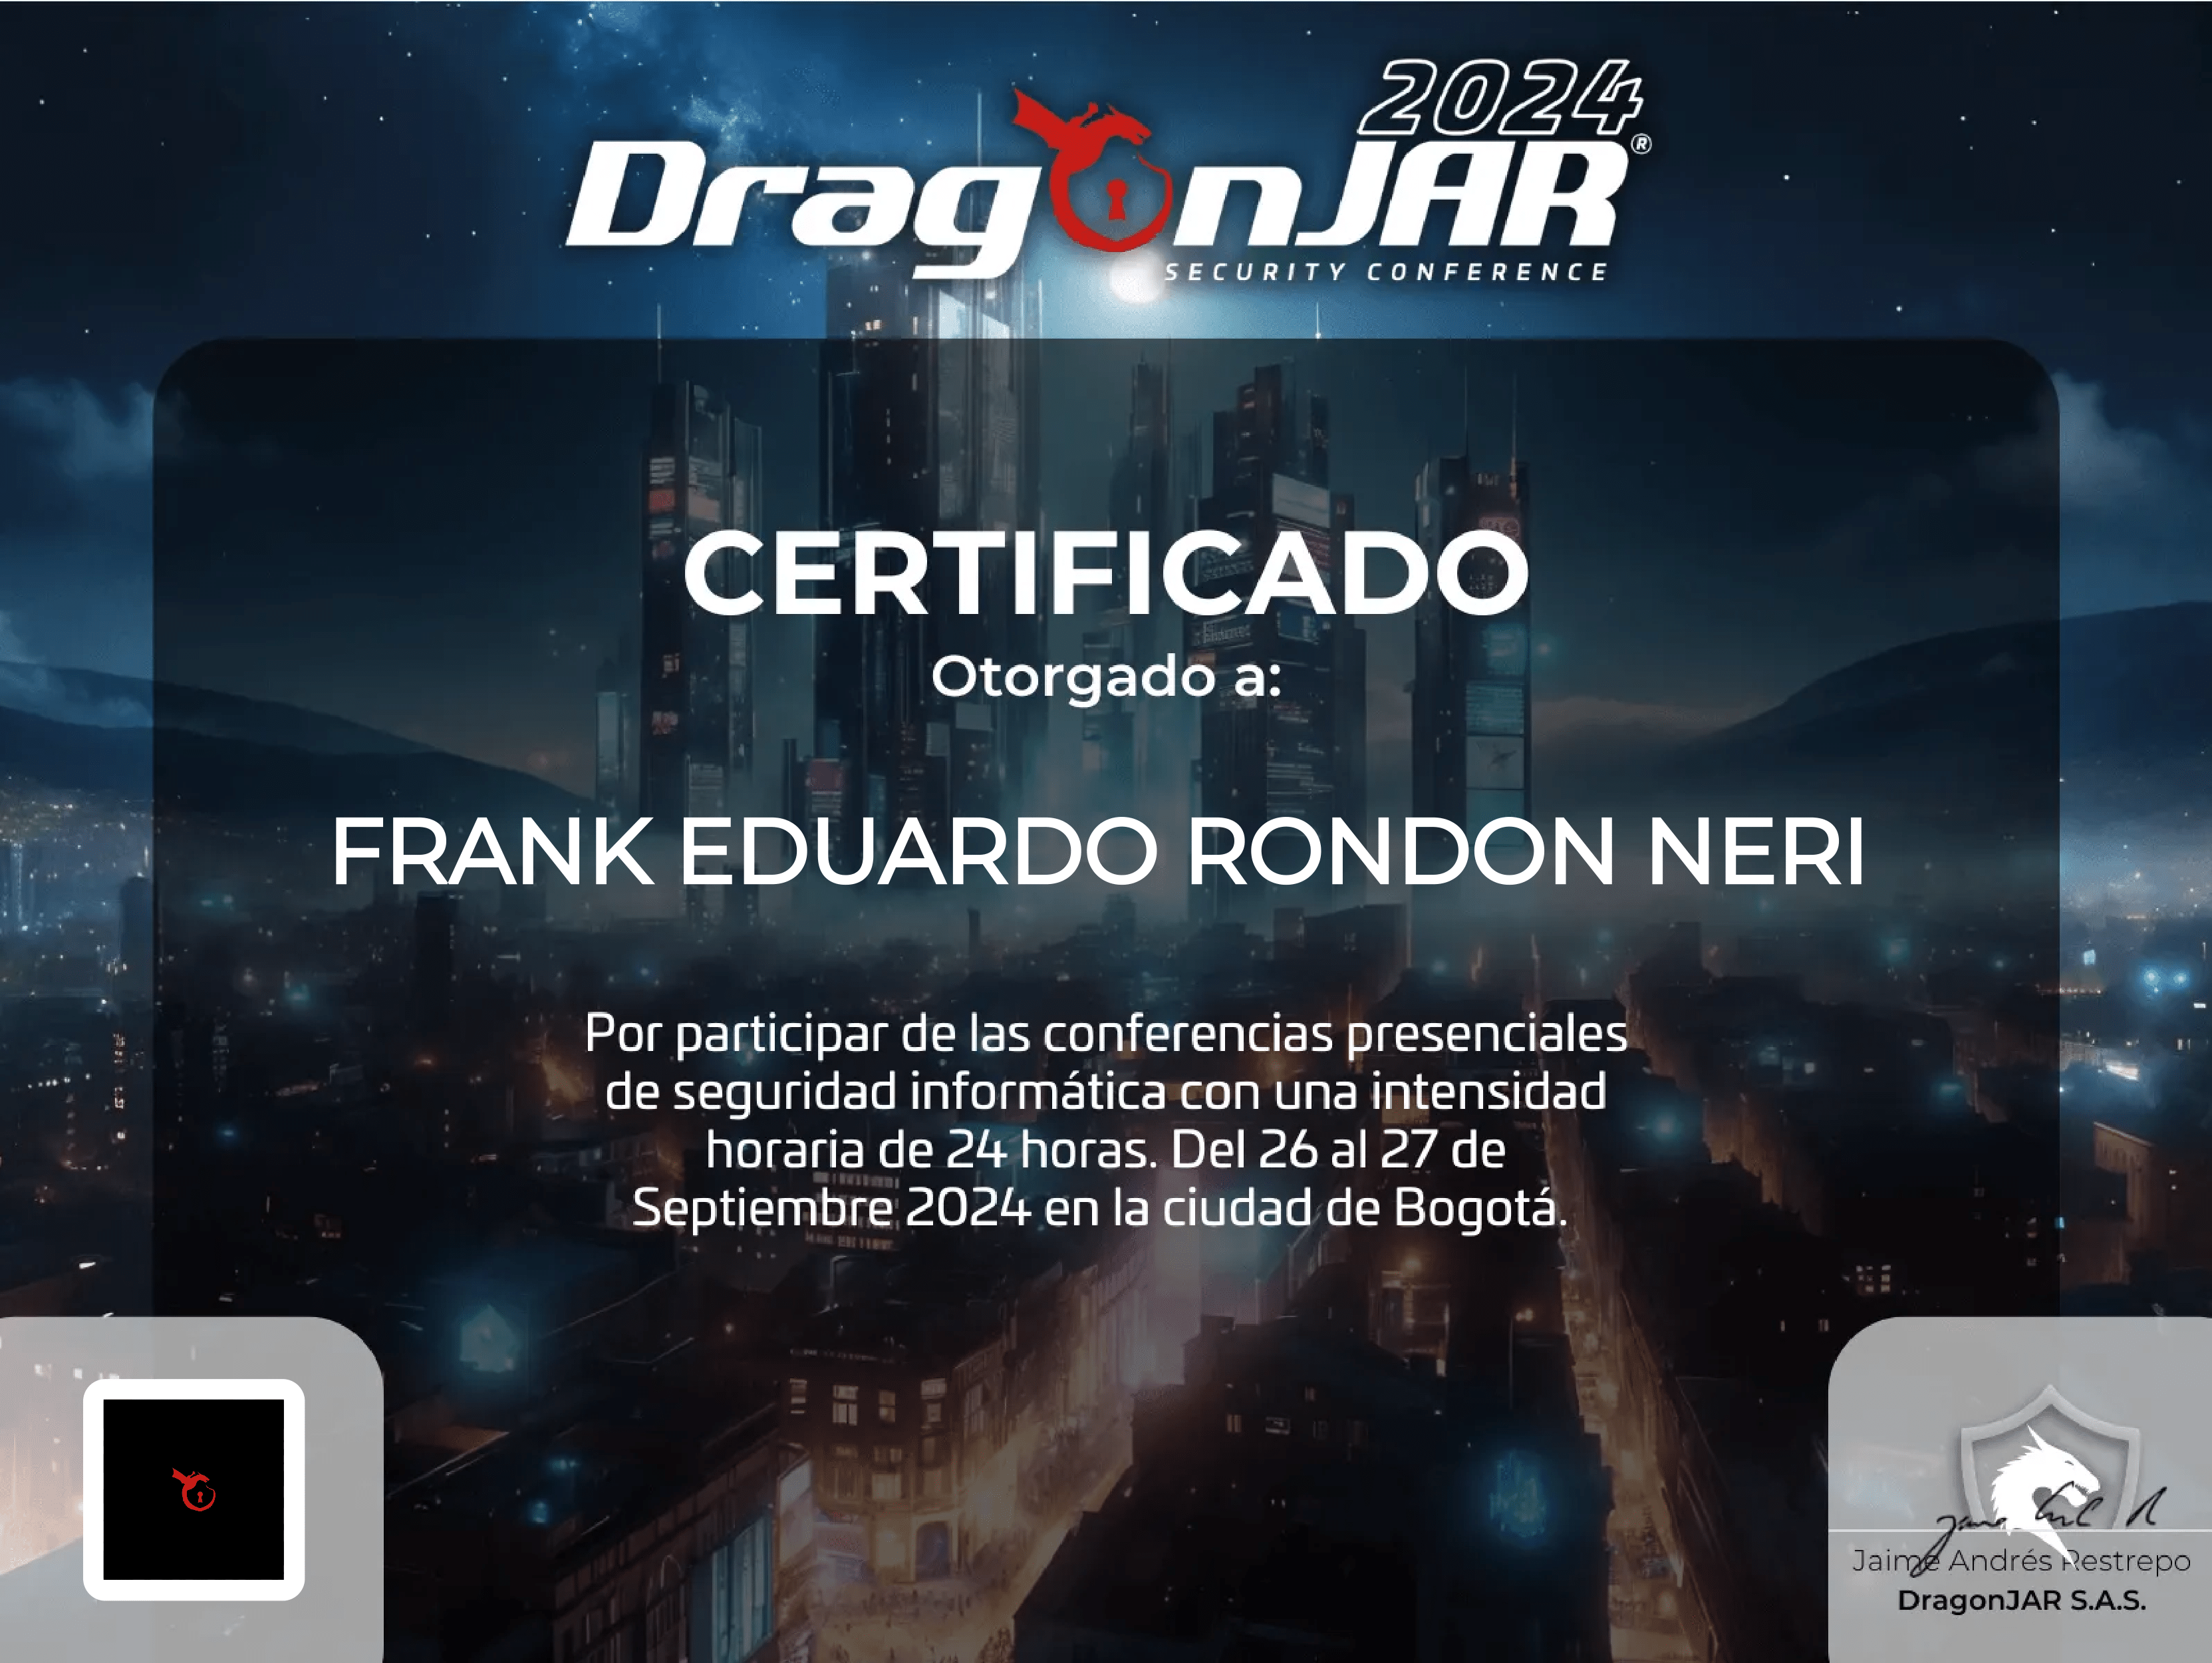 2024
DragonJAR®
SECURITY CONFERENCE
CERTIFICADO
Otorgado a:
FRANK EDUARDO RONDON NERI
Por participar de las conferencias presenciales
de seguridad informática con una intensidad
horaria de 24 horas. Del 26 al 27 de
Septiembre 2024 en la ciudad de Bogotá.
Jaime Andrés Restrepo
DragonJAR S.A.S.